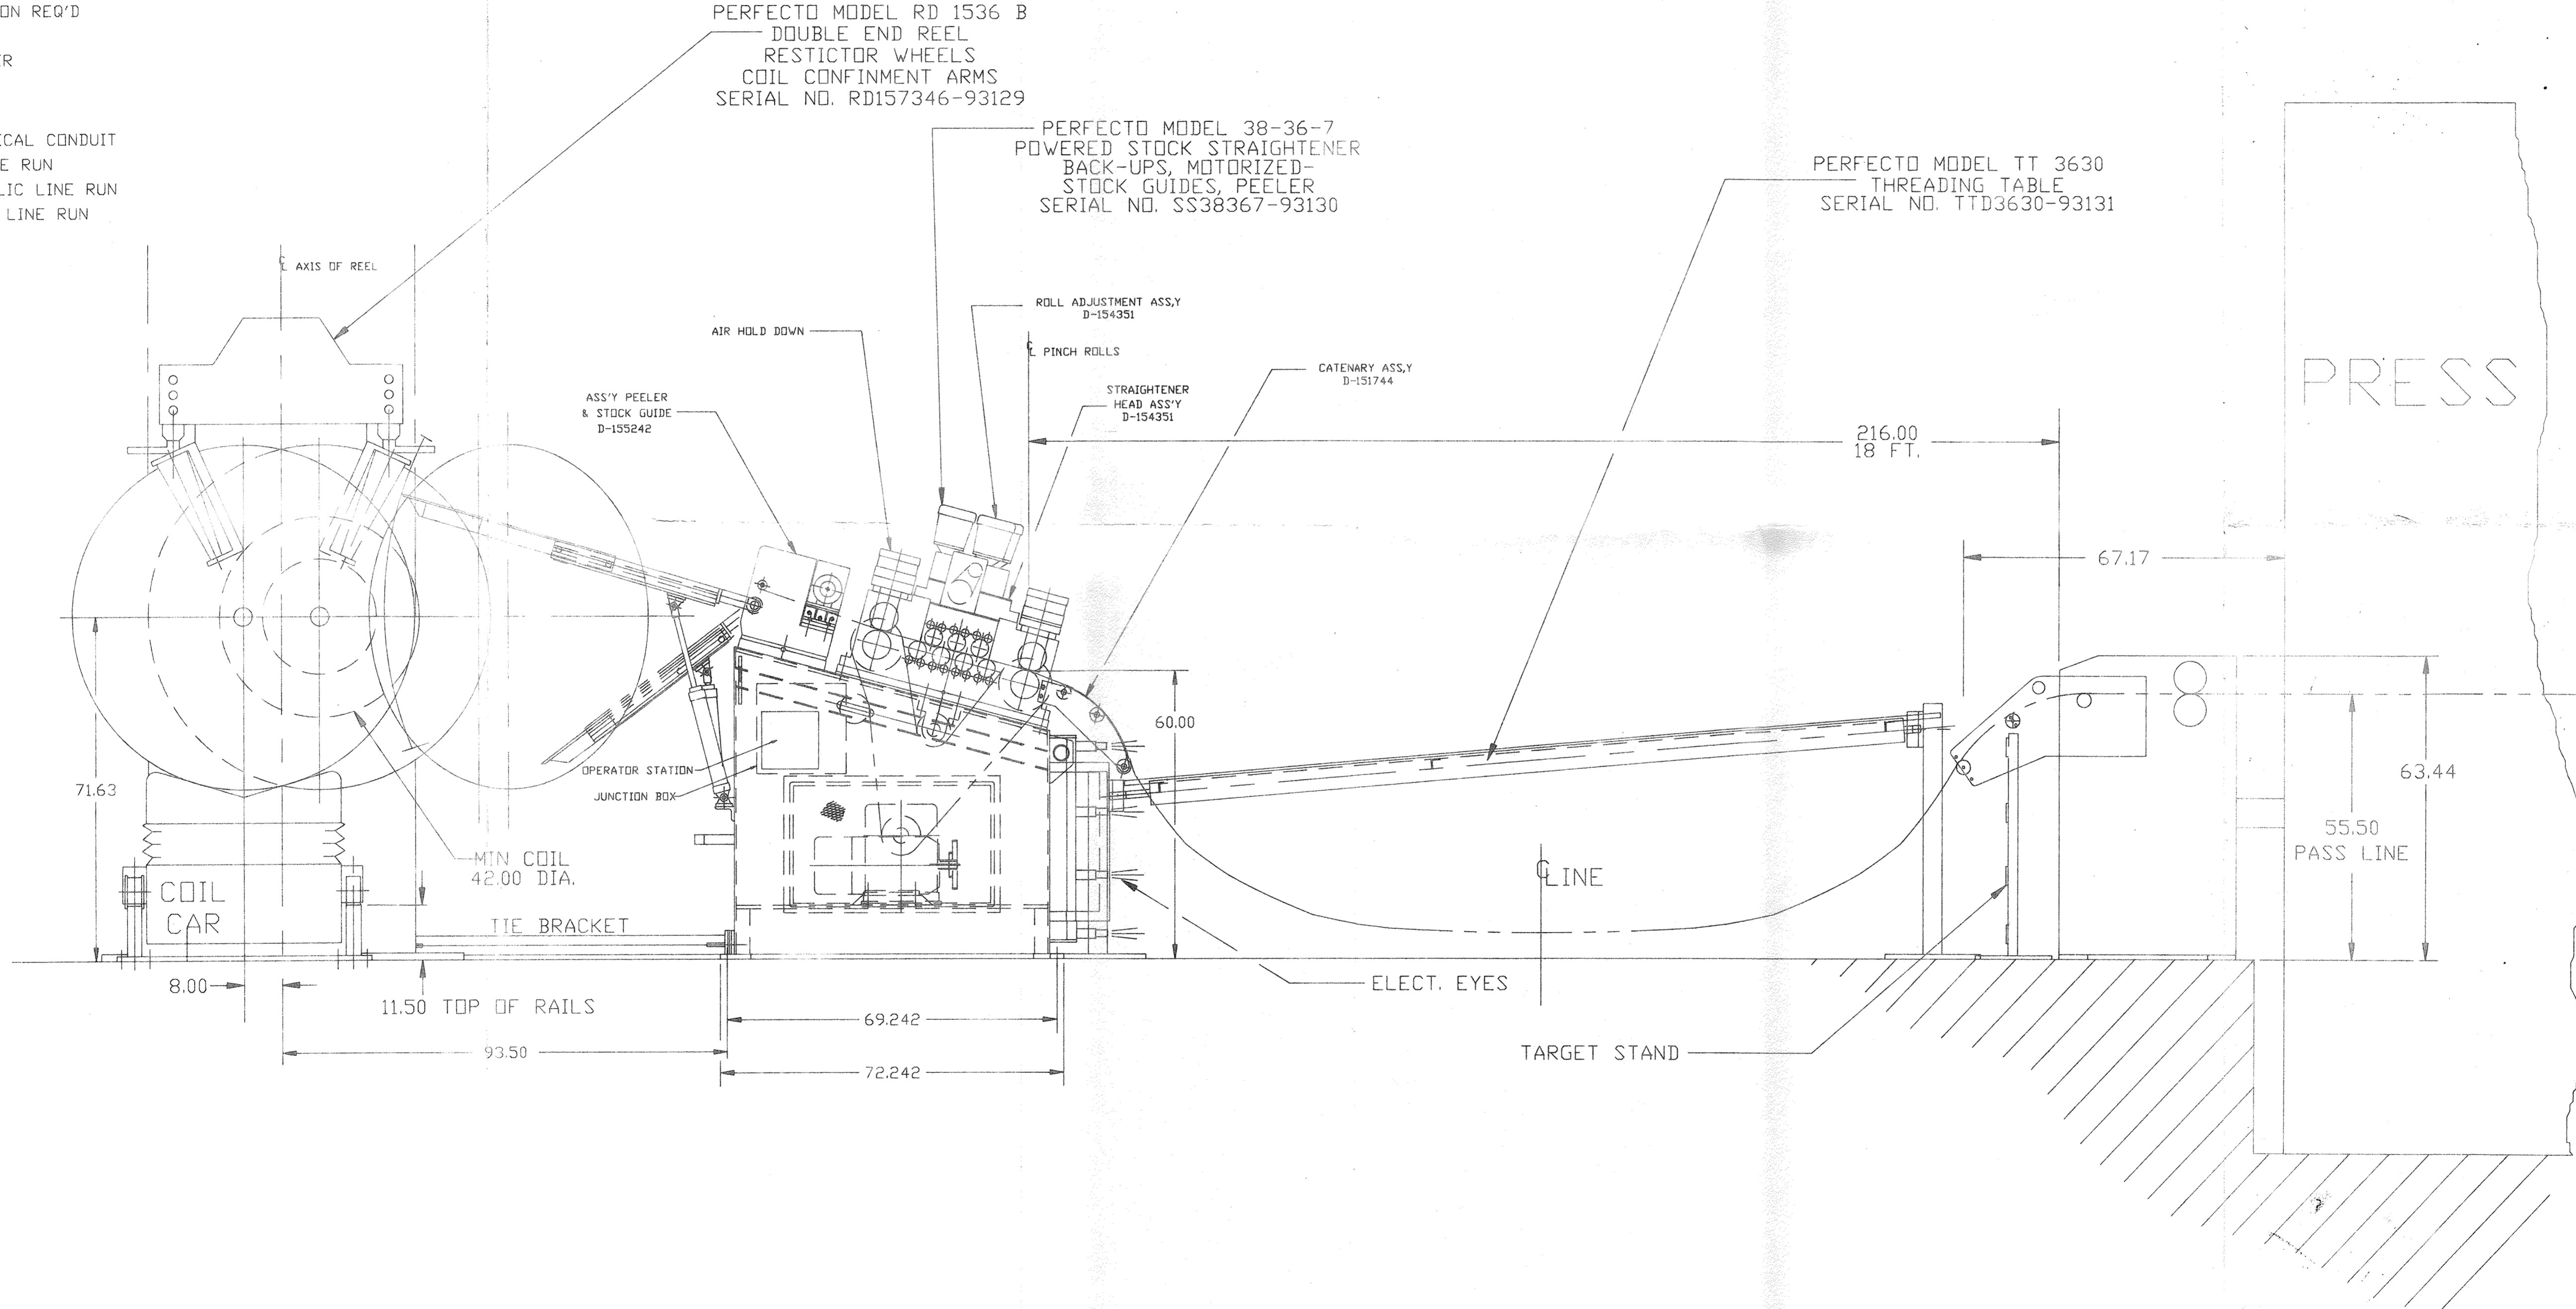 ON REQ'D
ER
ICAL CONDUIT
E RUN
LIC LINE RUN
LINE RUN
PERFECTO MODEL RD 1536 B
DOUBLE END REEL
RESTICTOR WHEELS
COIL CONFINMENT ARMS
SERIAL NO. RD157346-93129
PERFECTO MODEL 38-36-7
POWERED STOCK STRAIGHTENER
BACK-UPS, MOTORIZED-
STOCK GUIDES, PEELER
SERIAL NO. SS38367-93130
PERFECTO MODEL TT 3630
THREADING TABLE
SERIAL NO. TTD3630-93131
℄ AXIS OF REEL
ROLL ADJUSTMENT ASS,Y
D-154351
AIR HOLD DOWN
℄ PINCH ROLLS
CATENARY ASS,Y
D-151744
STRAIGHTENER
HEAD ASS'Y
D-154351
ASS'Y PEELER
& STOCK GUIDE
D-155242
PRESS
216.00
18 FT.
67.17
60.00
71.63
63.44
OPERATOR STATION
JUNCTION BOX
55.50
PASS LINE
MIN COIL
42.00 DIA.
℄ LINE
COIL
CAR
TIE BRACKET
8.00
11.50 TOP OF RAILS
ELECT. EYES
69.242
93.50
72.242
TARGET STAND